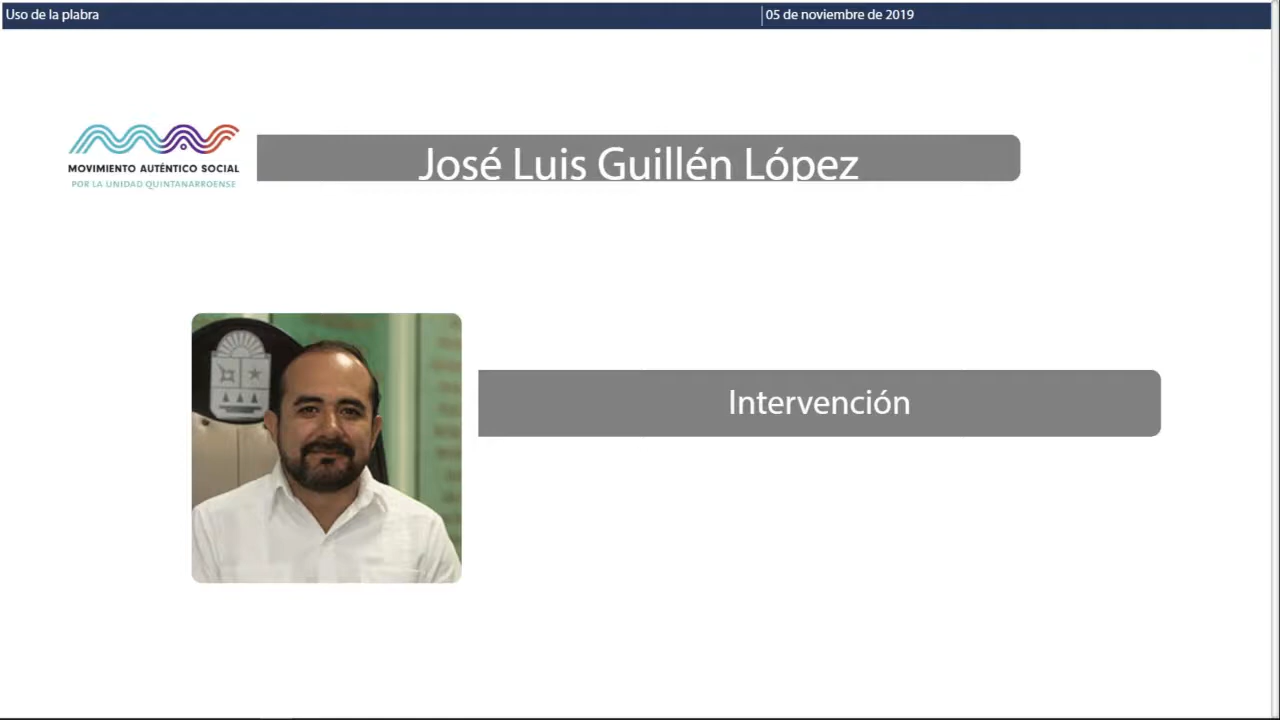 Uso de la plabra
05 de noviembre de 2019
MOVIMIENTO AUTÉNTICO SOCIAL
POR LA UNIDAD QUINTANARROENSE
José Luis Guillén López
Intervención